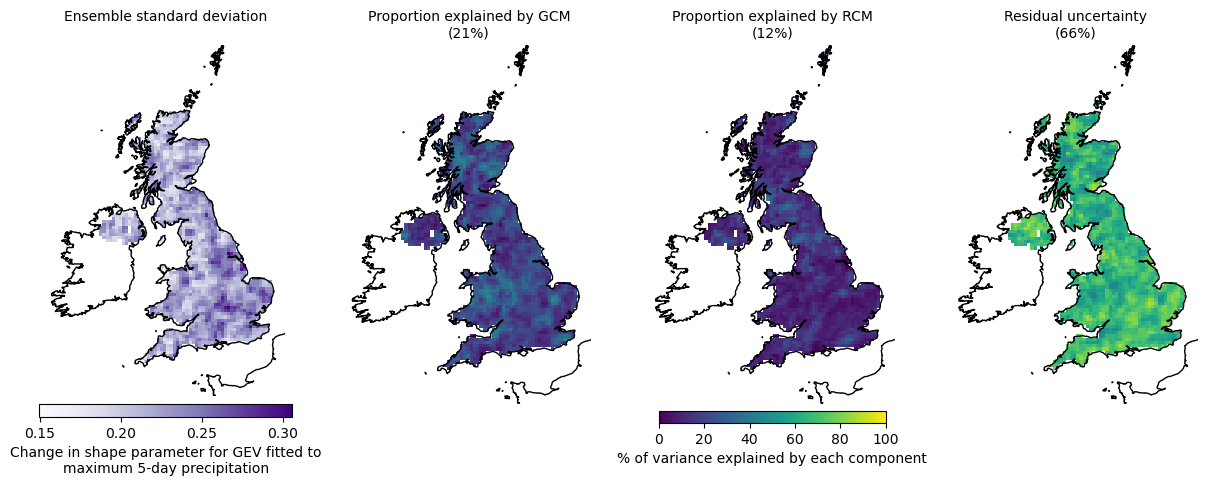 Ensemble standard deviation
Proportion explained by GCM
(21%)
Proportion explained by RCM
(12%)
Residual uncertainty
(66%)
0.15 0.20 0.25 0.30
Change in shape parameter for GEV fitted to
maximum 5-day precipitation
0 20 40 60 80 100
% of variance explained by each component